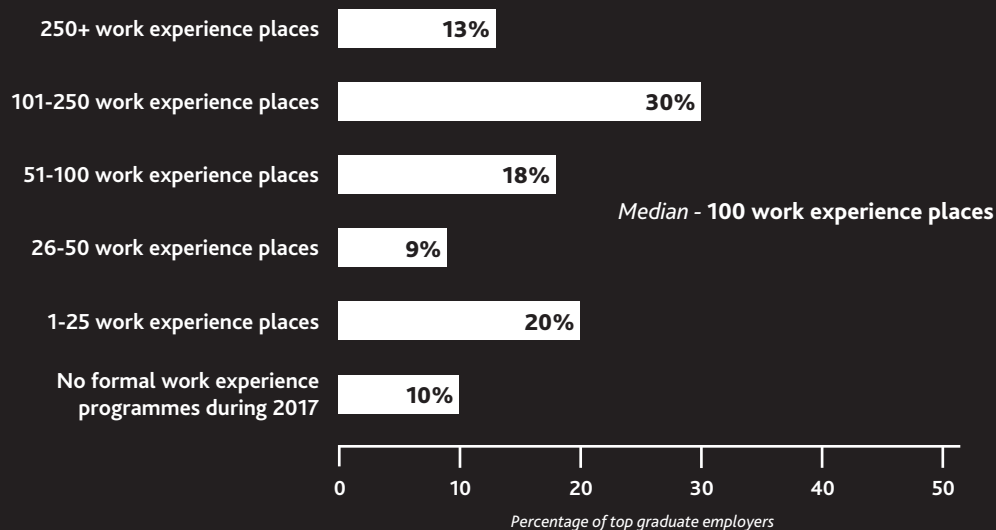 250+ work experience places
13%
101-250 work experience places
30%
51-100 work experience places
18%
Median - 100 work experience places
26-50 work experience places
9%
1-25 work experience places
20%
No formal work experience
programmes during 2017
10%
0 10 20 30 40 50
Percentage of top graduate employers